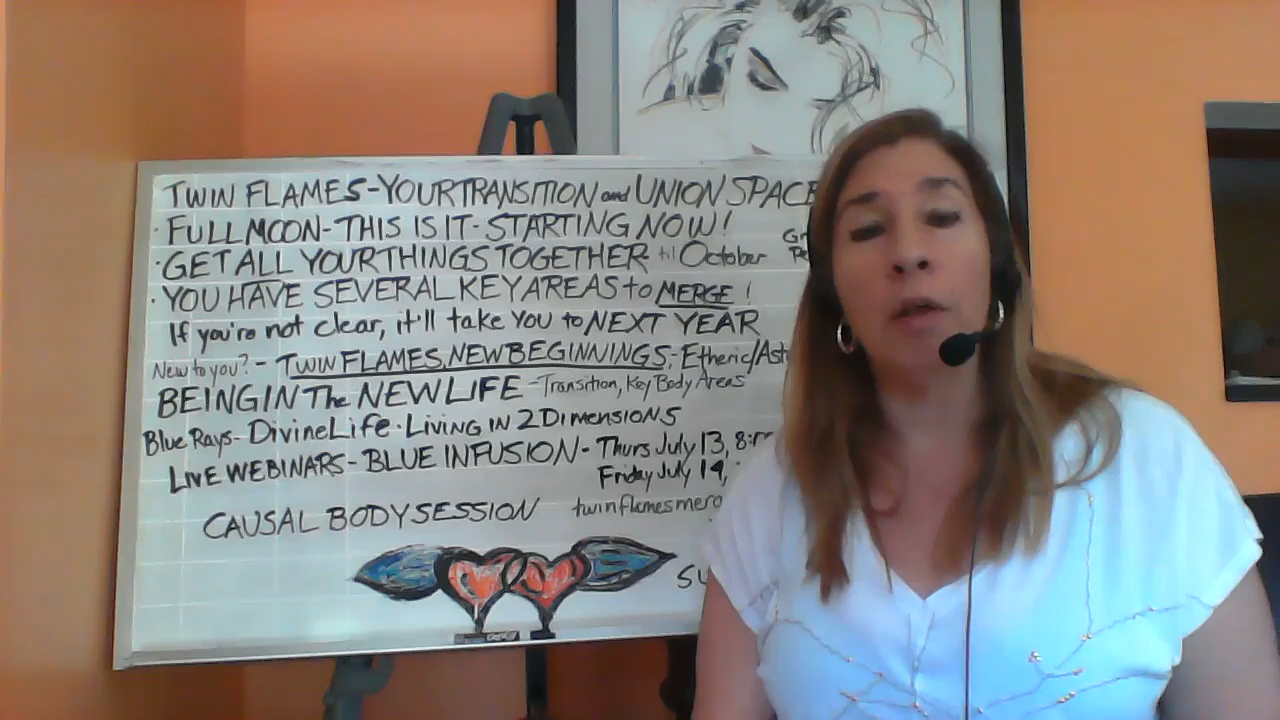 TWIN FLAMES-YOUR TRANSITION and UNION SPACE
· FULL MOON-THIS IS IT-STARTING NOW!
· GET ALL YOUR THINGS TOGETHER til October
· YOU HAVE SEVERAL KEY AREAS to MERGE!
If you're not clear, it'll take YOU to NEXT YEAR
New to you? - TWIN FLAMES, NEW BEGINNINGS, - Etheric/
BEING IN The NEW LIFE - Transition, Key Body Areas
Blue Rays - Divine Life · LIVING IN 2 DIMENSIONS
LIVE WEBINARS - BLUE INFUSION - Thurs July 13,
Friday July 14,
CAUSAL BODY SESSION